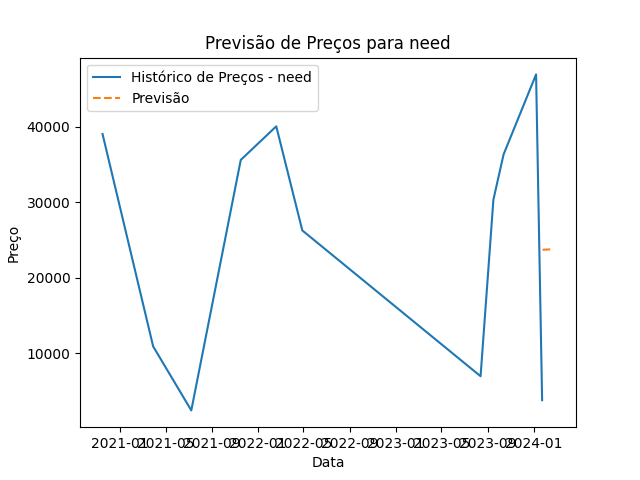 Previsão de Preços para need
Histórico de Preços - need
Previsão
40000
30000
20000
10000
Preço
2021-01 2021-05 2021-09 2022-01 2022-05 2022-09 2023-01 2023-05 2023-09 2024-01
Data